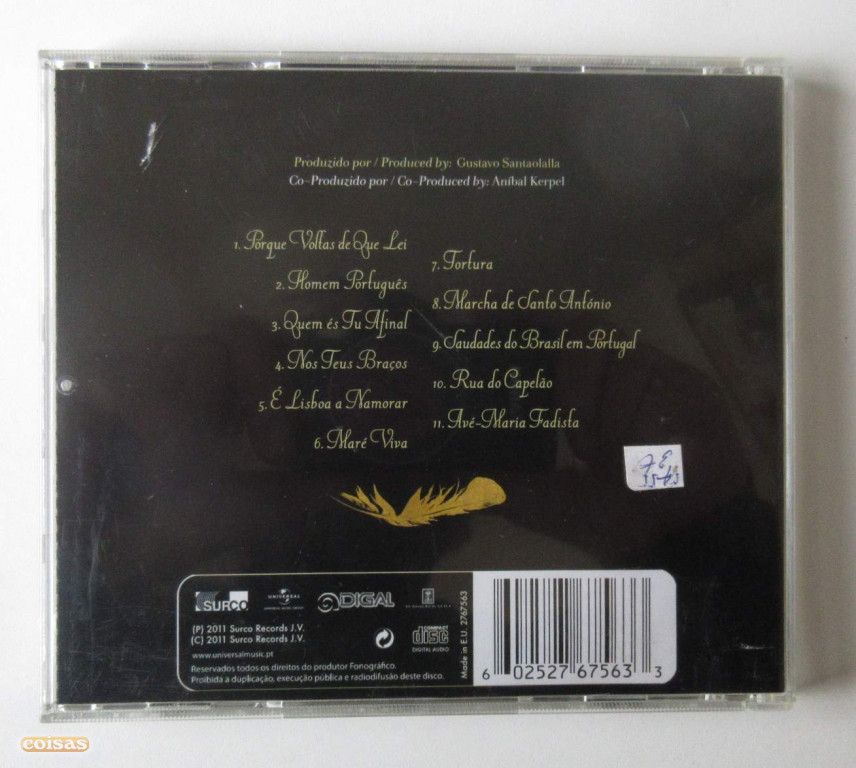 Produzido por / Produced by: Gustavo Santaolalla
Co-Produzido por / Co-Produced by: Aníbal Kerpel
1. Porque Voltas de Que Lei
2. Homem Português
3. Quem és Tu Afinal
4. Nos Teus Braços
5. É Lisboa a Namorar
6. Maré Viva
7. Tortura
8. Marcha de Santo António
9. Saudades do Brasil em Portugal
10. Rua do Capelão
11. Avé-Maria Fadista
SURCO
UNIVERSAL
DIGAL
(P) 2011 Surco Records J.V.
(C) 2011 Surco Records J.V.
www.universalmusic.pt
Reservados todos os direitos do produtor Fonográfico.
Proibida a duplicação, execução pública e radiodifusão deste disco.
COMPACT
disc
DIGITAL AUDIO
Made in E.U. 2767563
6 02527 67563 3
coisas